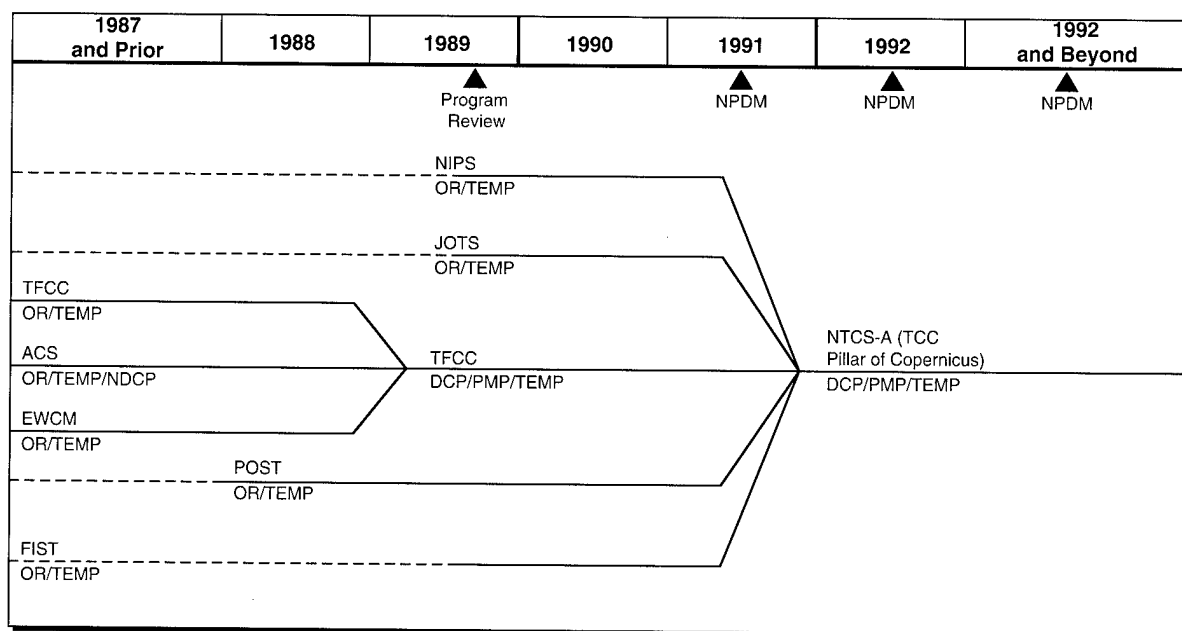 1987
and Prior
1988
1989
1990
1991
1992
1992
and Beyond
Program
Review
NPDM
NPDM
NPDM
NIPS
OR/TEMP
JOTS
OR/TEMP
TFCC
OR/TEMP
ACS
OR/TEMP/NDCP
TFCC
DCP/PMP/TEMP
NTCS-A (TCC
Pillar of Copernicus)
DCP/PMP/TEMP
EWCM
OR/TEMP
POST
OR/TEMP
FIST
OR/TEMP